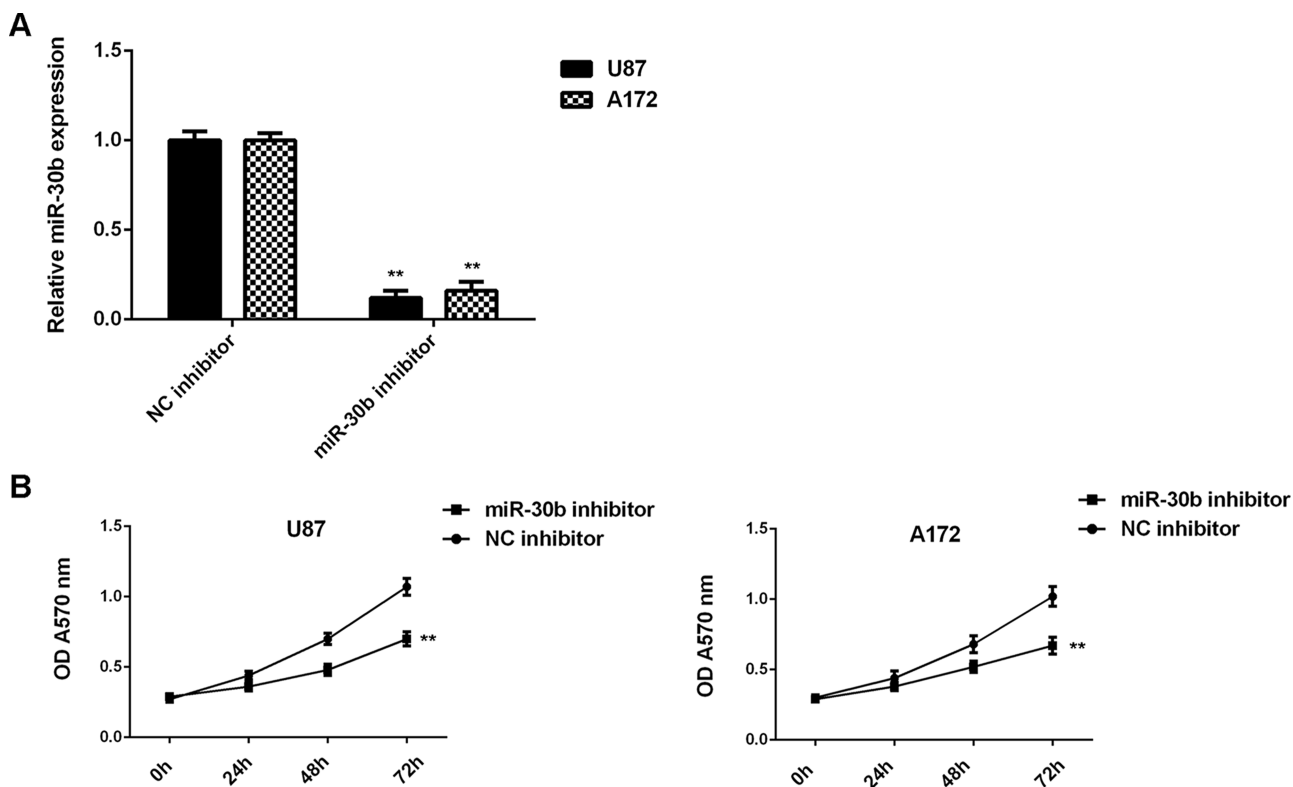 A
Relative miR-30b expression
1.5
1.0
0.5
0.0
U87
A172
**
**
NC inhibitor
miR-30b inhibitor
B
U87
miR-30b inhibitor
NC inhibitor
OD A570 nm
1.5
1.0
0.5
0.0
**
0h
24h
48h
72h
A172
miR-30b inhibitor
NC inhibitor
OD A570 nm
1.5
1.0
0.5
0.0
**
0h
24h
48h
72h